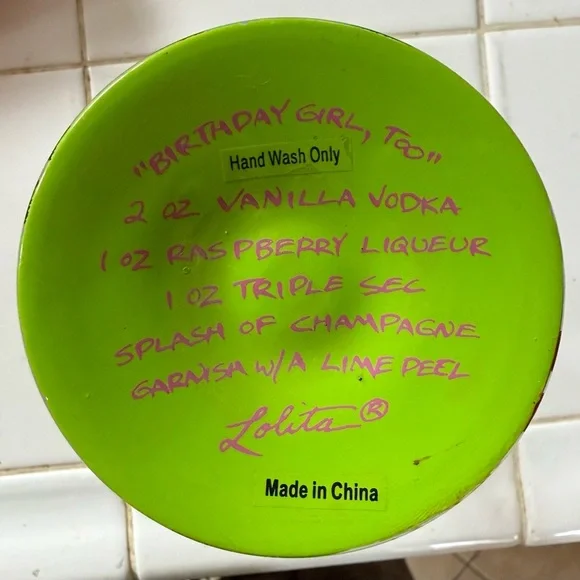 "BIRTHDAY GIRL, TOO"
Hand Wash Only
2 OZ VANILLA VODKA
1 OZ RASPBERRY LIQUEUR
1 OZ TRIPLE SEC
SPLASH OF CHAMPAGNE
GARNISH W/A LIME PEEL
Lolita®
Made in China